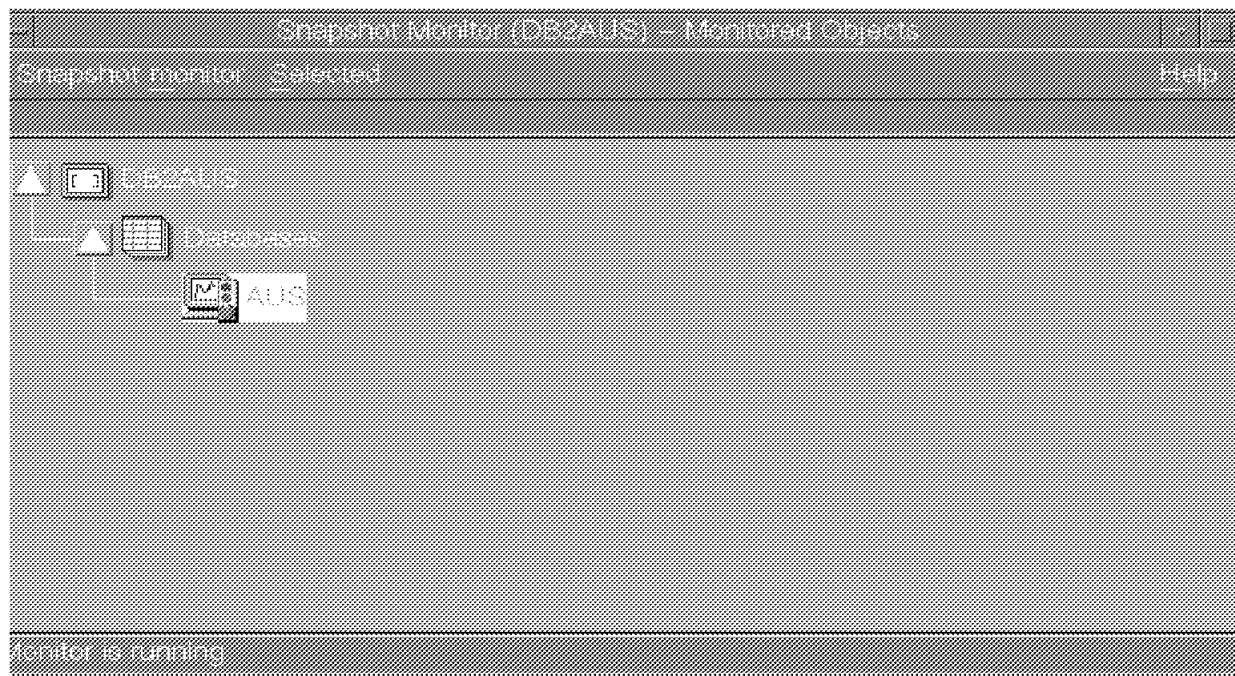 Snapshot Monitor (DB2AUS) – Monitored Objects
Snapshot monitor Selected Help
DB2AUS
Databases
AUS
Monitor is running